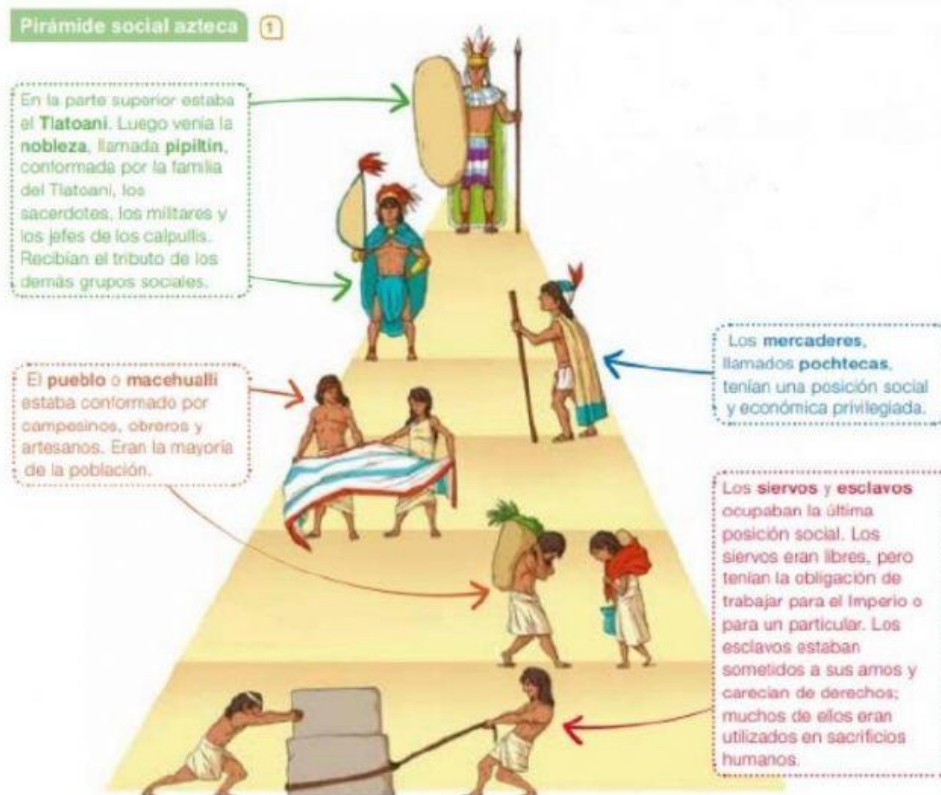 Pirámide social azteca 1
En la parte superior estaba
el Tlatoani. Luego venía la
nobleza, llamada pipiltin,
conformada por la familia
del Tlatoani, los
sacerdotes, los militares y
los jefes de los calpullis.
Recibían el tributo de los
demás grupos sociales.
Los mercaderes,
llamados pochtecas,
tenían una posición social
y económica privilegiada.
El pueblo o macehualli
estaba conformado por
campesinos, obreros y
artesanos. Eran la mayoría
de la población.
Los siervos y esclavos
ocupaban la última
posición social. Los
siervos eran libres, pero
tenían la obligación de
trabajar para el Imperio o
para un particular. Los
esclavos estaban
sometidos a sus amos y
carecían de derechos;
muchos de ellos eran
utilizados en sacrificios
humanos.